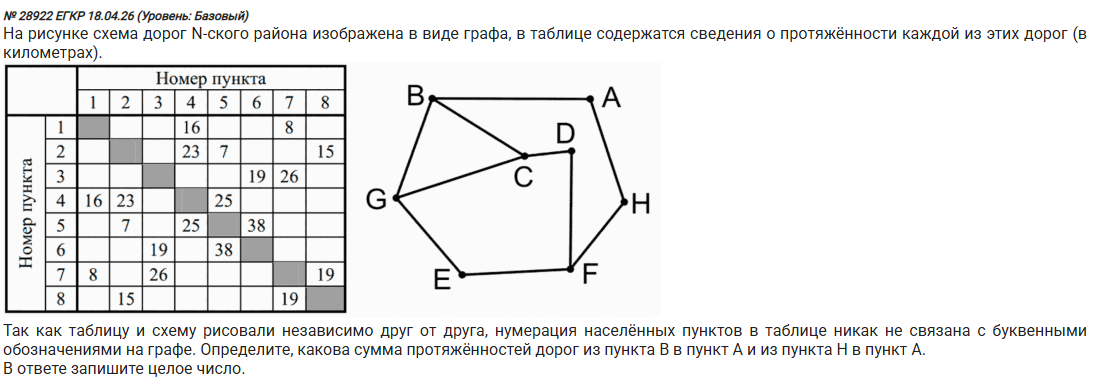 № 28922 ЕГКР 18.04.26 (Уровень: Базовый)
На рисунке схема дорог N-ского района изображена в виде графа, в таблице содержатся сведения о протяжённости каждой из этих дорог (в
километрах).
Номер пункта
1 2 3 4 5 6 7 8
Номер пункта
1 16 8
2 23 7 15
3 19 26
4 16 23 25
5 7 25 38
6 19 38
7 8 26 19
8 15 19
B
A
D
C
G
H
E
F
Так как таблицу и схему рисовали независимо друг от друга, нумерация населённых пунктов в таблице никак не связана с буквенными
обозначениями на графе. Определите, какова сумма протяжённостей дорог из пункта B в пункт A и из пункта H в пункт A.
В ответе запишите целое число.